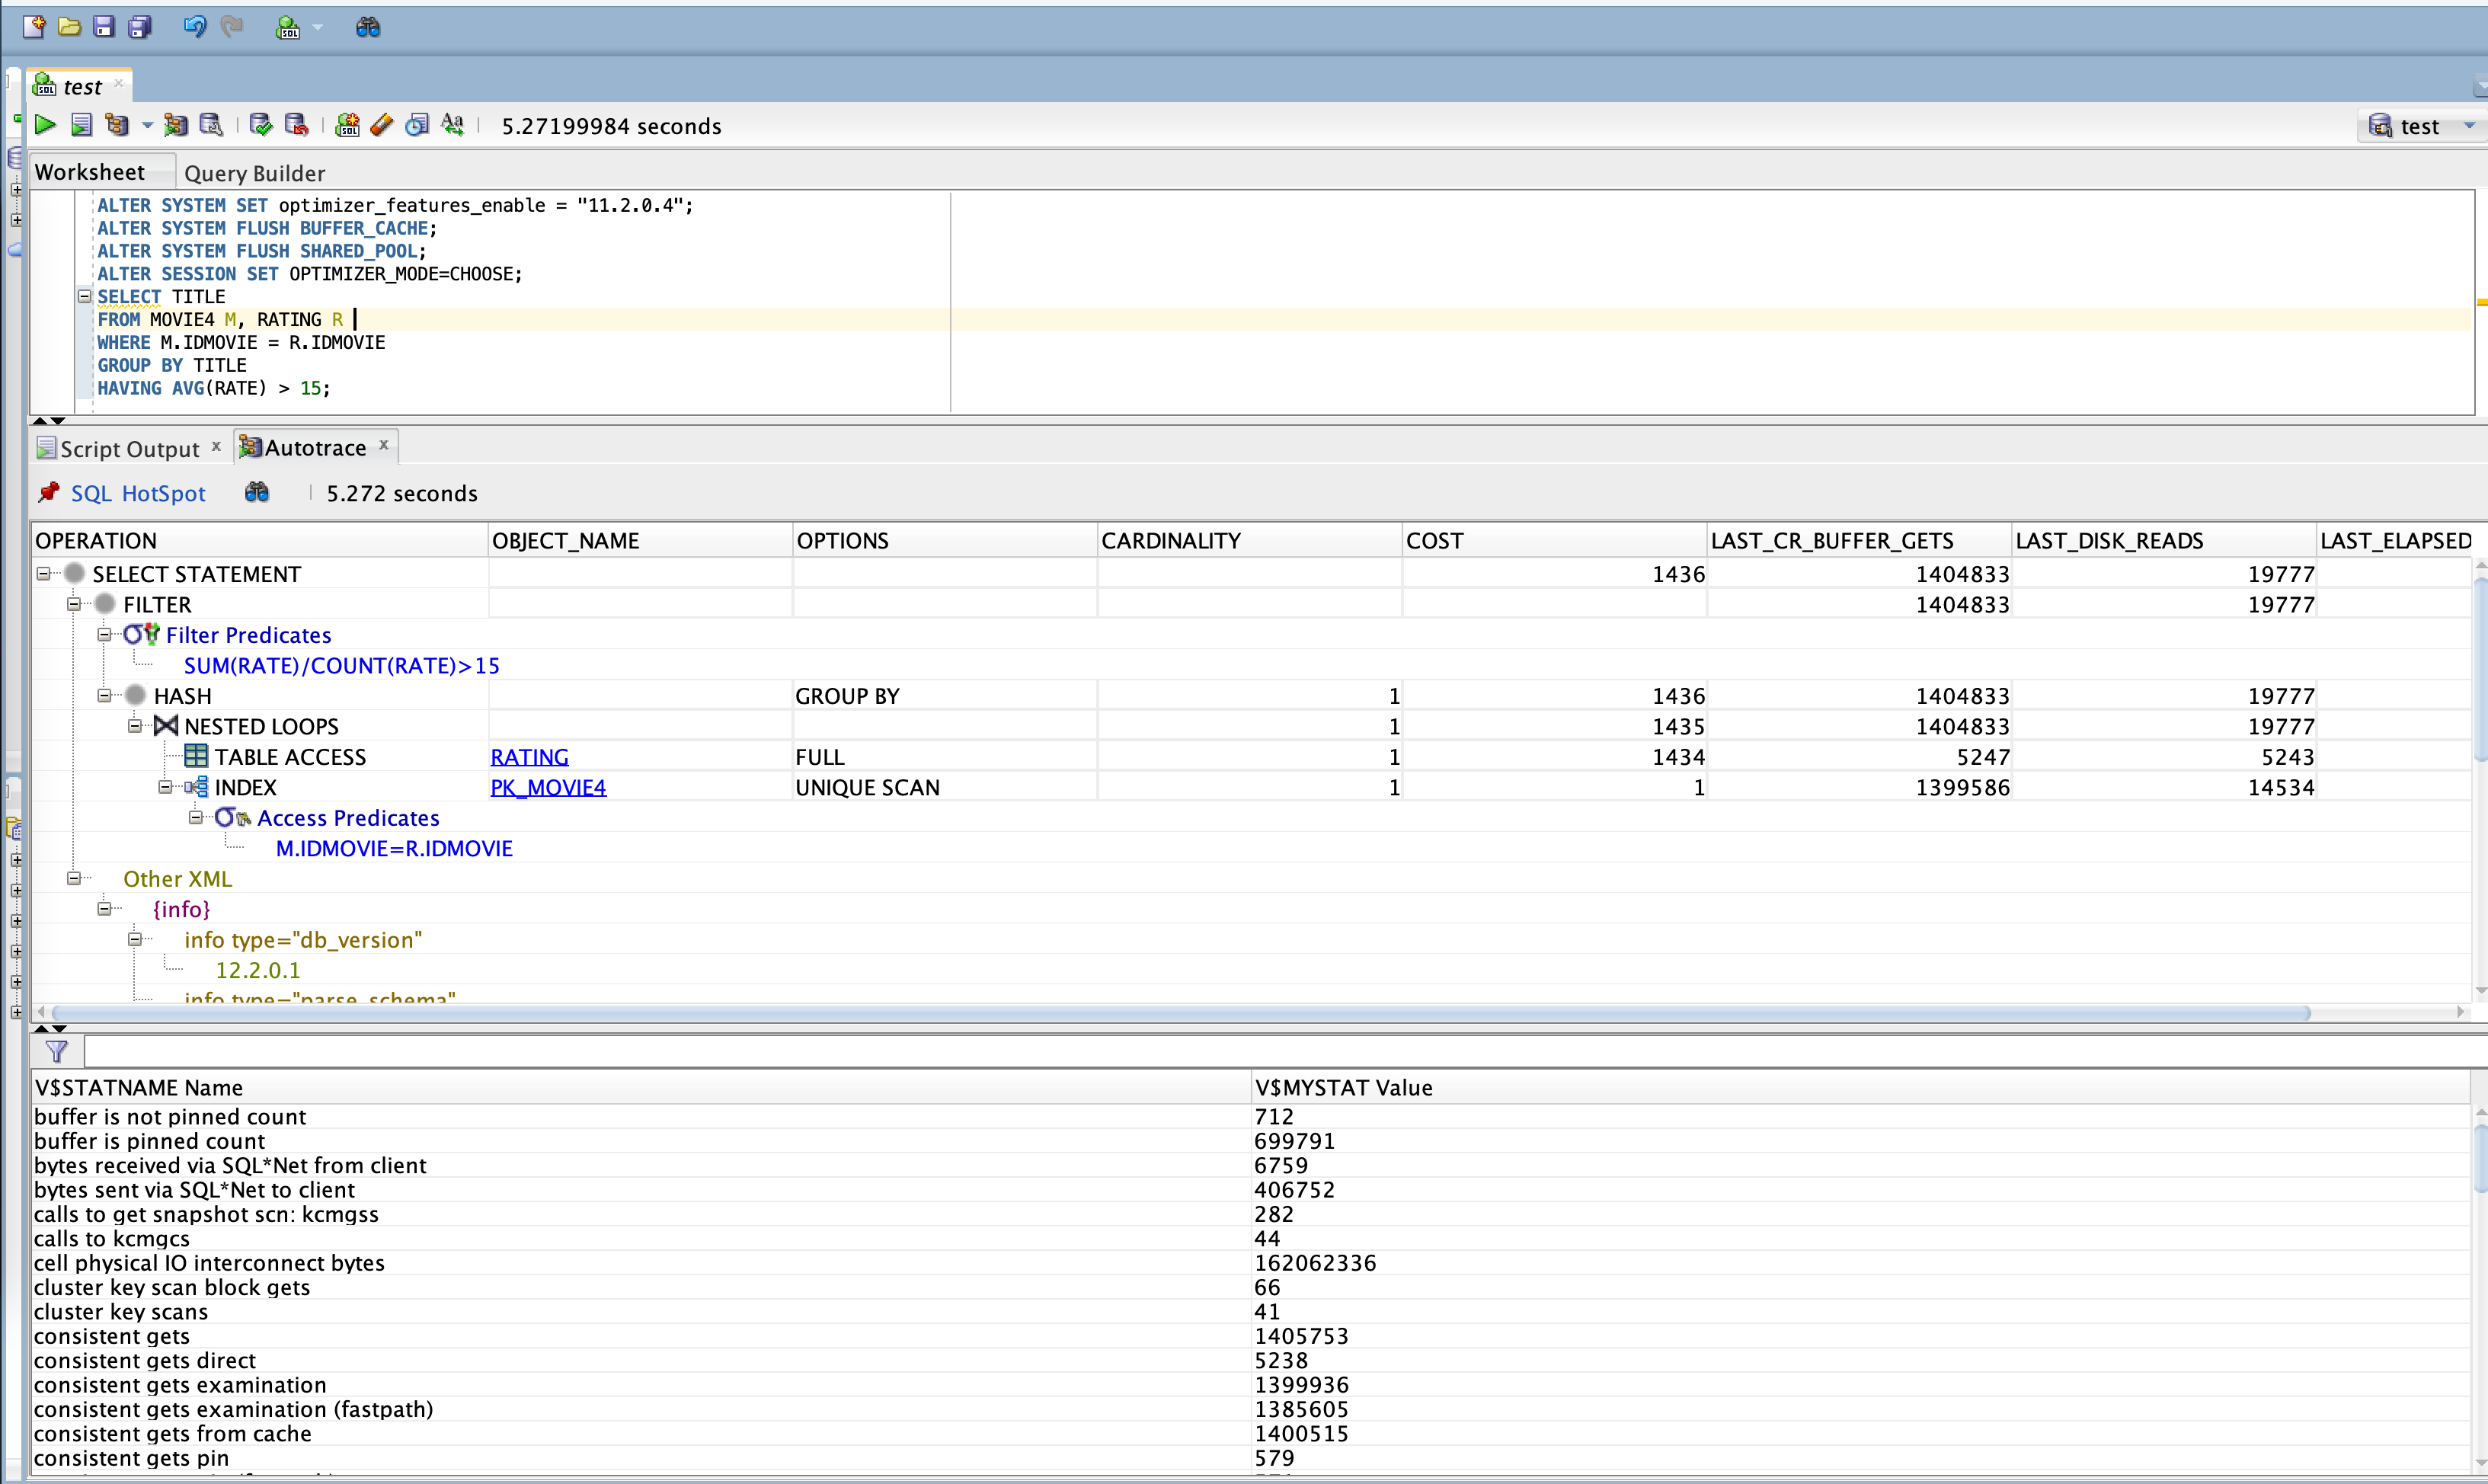 test
5.27199984 seconds
test
Worksheet Query Builder
ALTER SYSTEM SET optimizer_features_enable = "11.2.0.4";
ALTER SYSTEM FLUSH BUFFER_CACHE;
ALTER SYSTEM FLUSH SHARED_POOL;
ALTER SESSION SET OPTIMIZER_MODE=CHOOSE;
SELECT TITLE
FROM MOVIE4 M, RATING R
WHERE M.IDMOVIE = R.IDMOVIE
GROUP BY TITLE
HAVING AVG(RATE) > 15;
Script Output x Autotrace x
SQL HotSpot 5.272 seconds
OPERATION OBJECT_NAME OPTIONS CARDINALITY COST LAST_CR_BUFFER_GETS LAST_DISK_READS LAST_ELAPSED
SELECT STATEMENT 1436 1404833 19777
FILTER 1404833 19777
Filter Predicates
SUM(RATE)/COUNT(RATE)>15
HASH GROUP BY 1 1436 1404833 19777
NESTED LOOPS 1 1435 1404833 19777
TABLE ACCESS RATING FULL 1 1434 5247 5243
INDEX PK_MOVIE4 UNIQUE SCAN 1 1 1399586 14534
Access Predicates
M.IDMOVIE=R.IDMOVIE
Other XML
{info}
info type="db_version"
12.2.0.1
info type="parse_schema"
V$STATNAME Name V$MYSTAT Value
buffer is not pinned count 712
buffer is pinned count 699791
bytes received via SQL*Net from client 6759
bytes sent via SQL*Net to client 406752
calls to get snapshot scn: kcmgss 282
calls to kcmgcs 44
cell physical IO interconnect bytes 162062336
cluster key scan block gets 66
cluster key scans 41
consistent gets 1405753
consistent gets direct 5238
consistent gets examination 1399936
consistent gets examination (fastpath) 1385605
consistent gets from cache 1400515
consistent gets pin 579